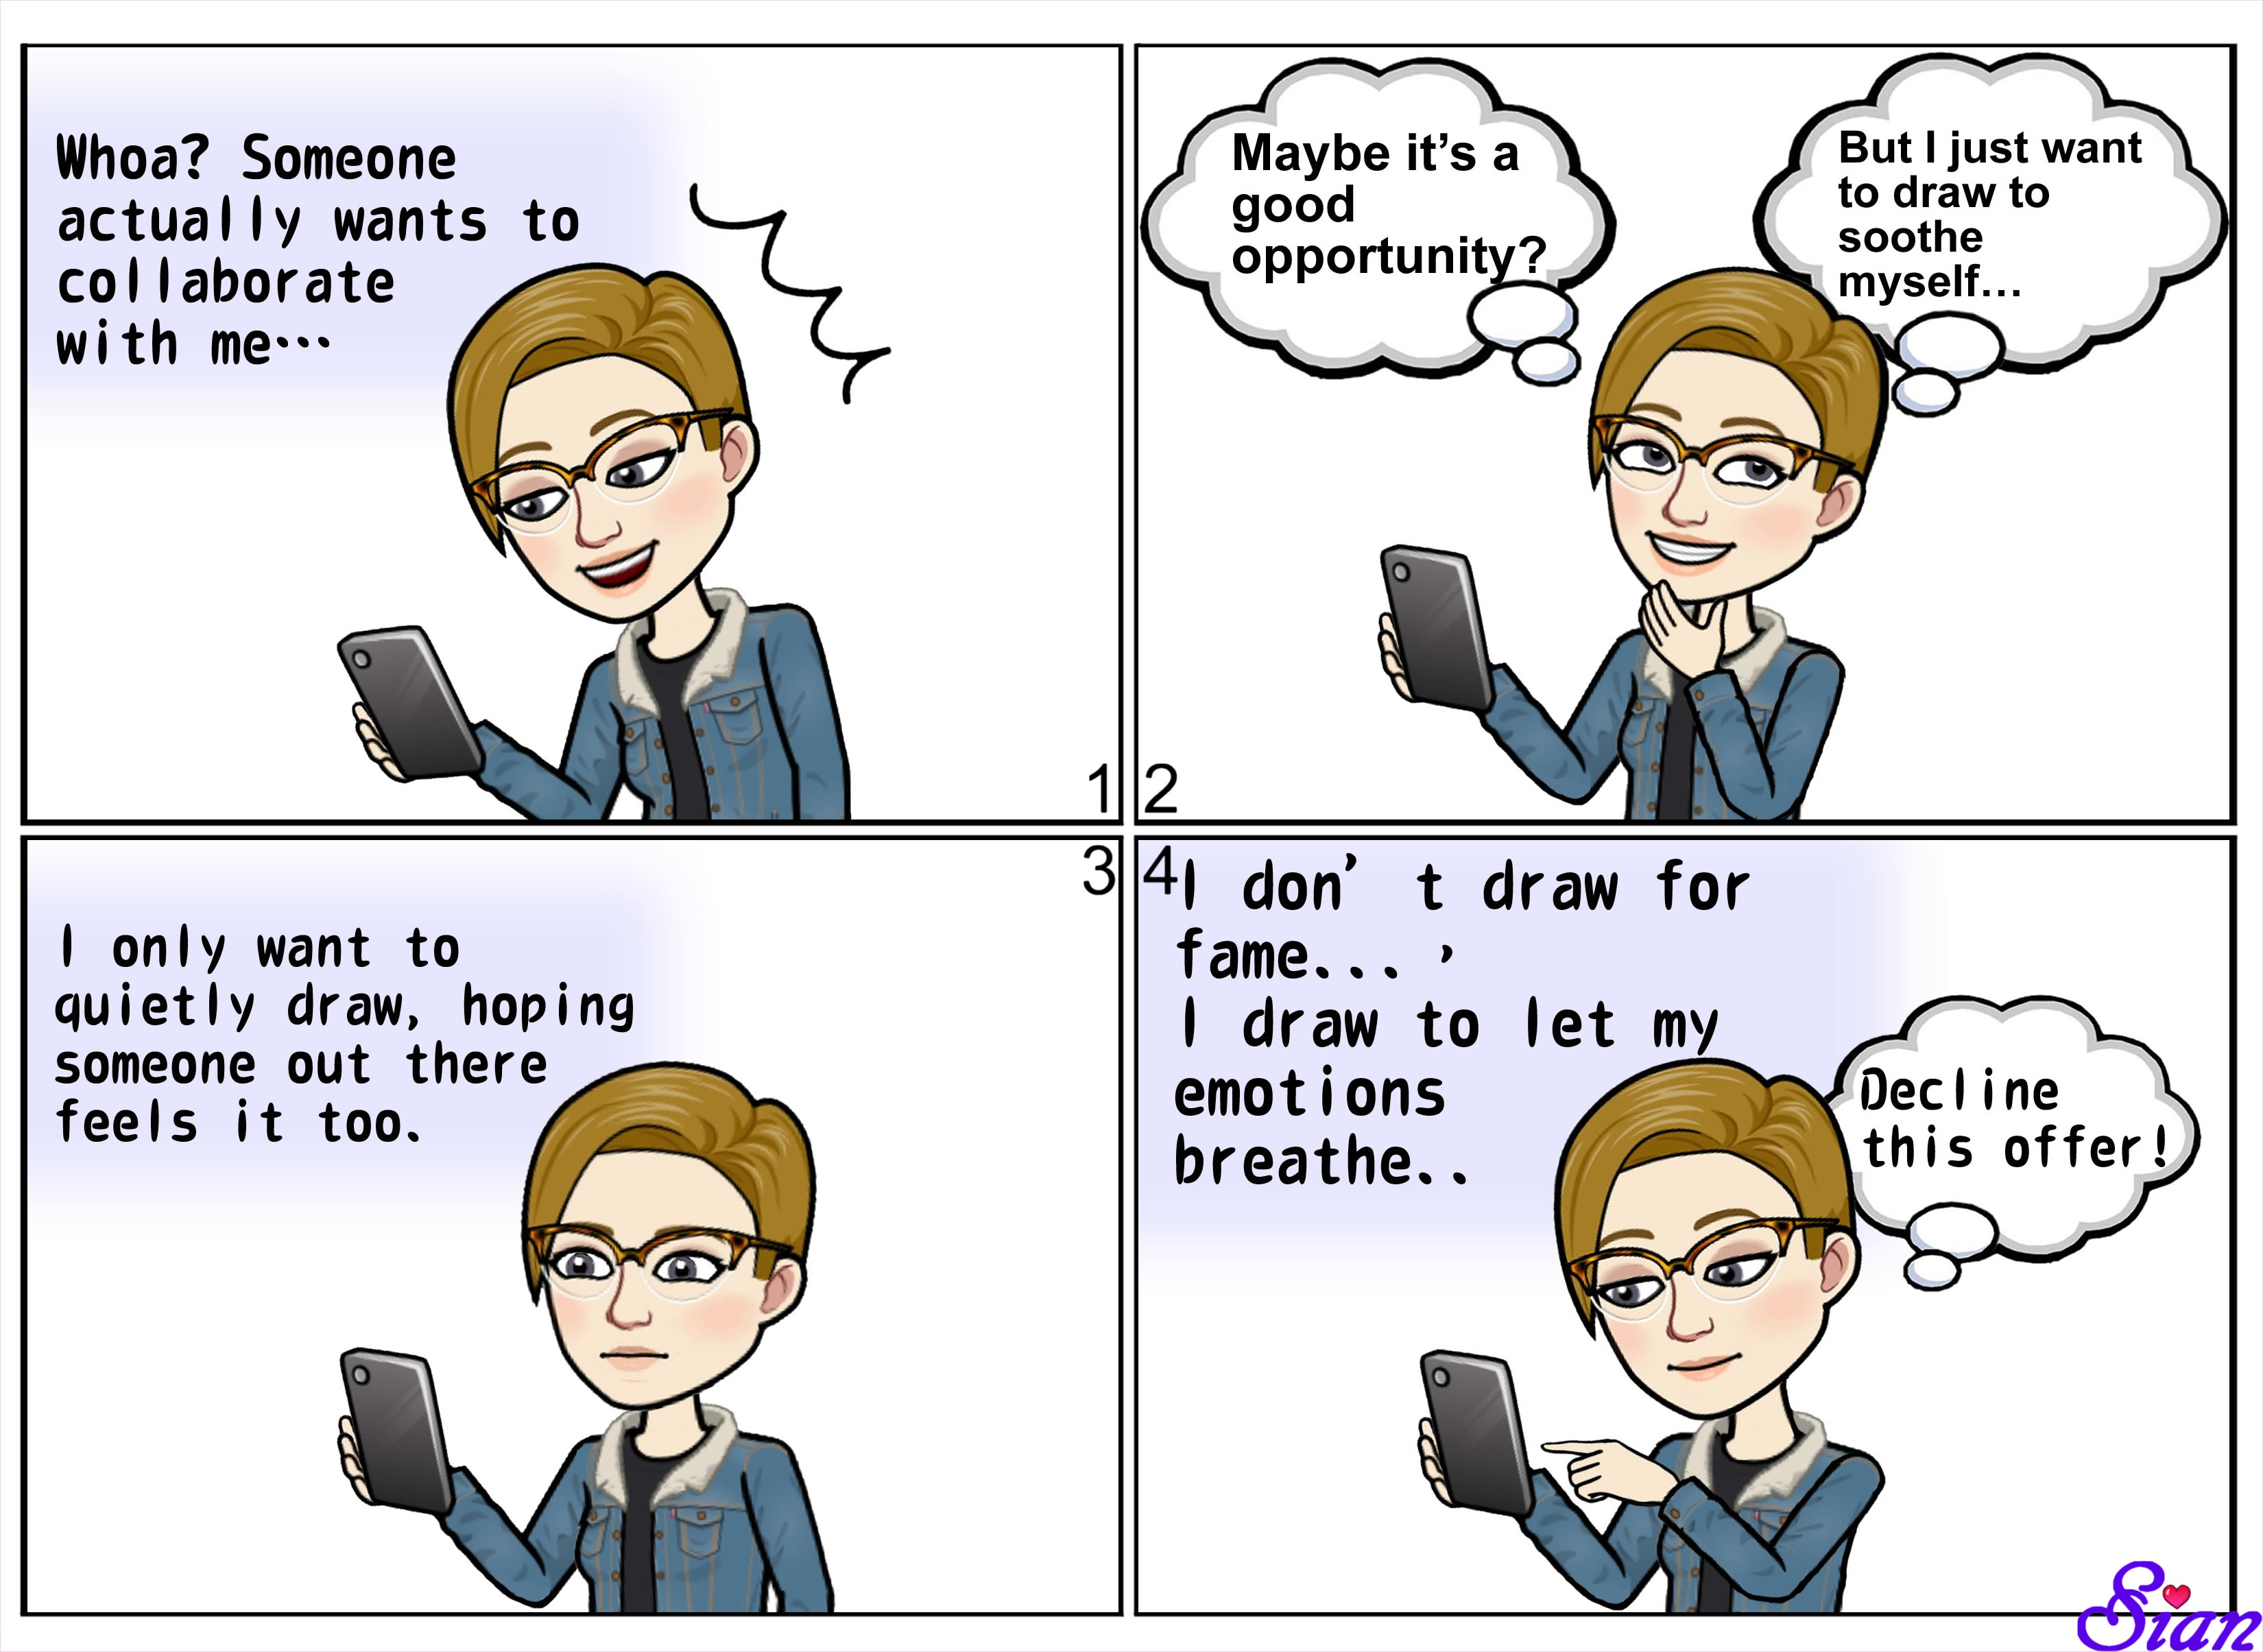 Whoa? Someone
actually wants to
collaborate
with me…
1
Maybe it’s a
good
opportunity?
But I just want
to draw to
soothe
myself…
2
I only want to
quietly draw, hoping
someone out there
feels it too.
3
4
I don’t draw for
fame... ,
I draw to let my
emotions
breathe..
Decline
this offer!
Sian